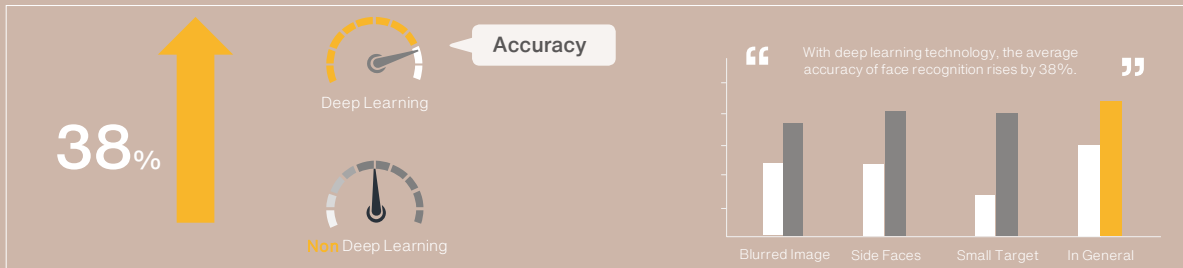 38%
Deep Learning
Accuracy
Non Deep Learning
“ With deep learning technology, the average
accuracy of face recognition rises by 38%. ”
Blurred Image Side Faces Small Target In General